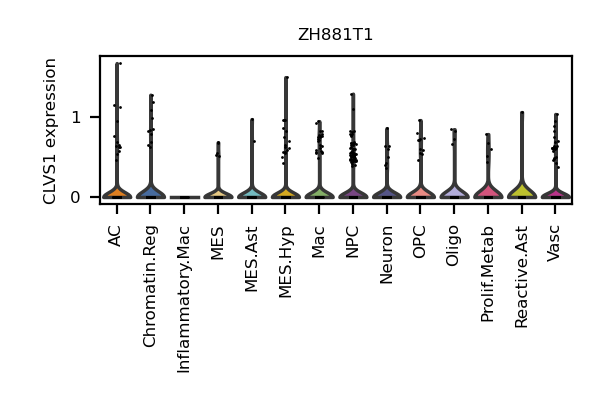 ZH881T1
CLVS1 expression
1
0
AC
Chromatin.Reg
Inflammatory.Mac
MES
MES.Ast
MES.Hyp
Mac
NPC
Neuron
OPC
Oligo
Prolif.Metab
Reactive.Ast
Vasc